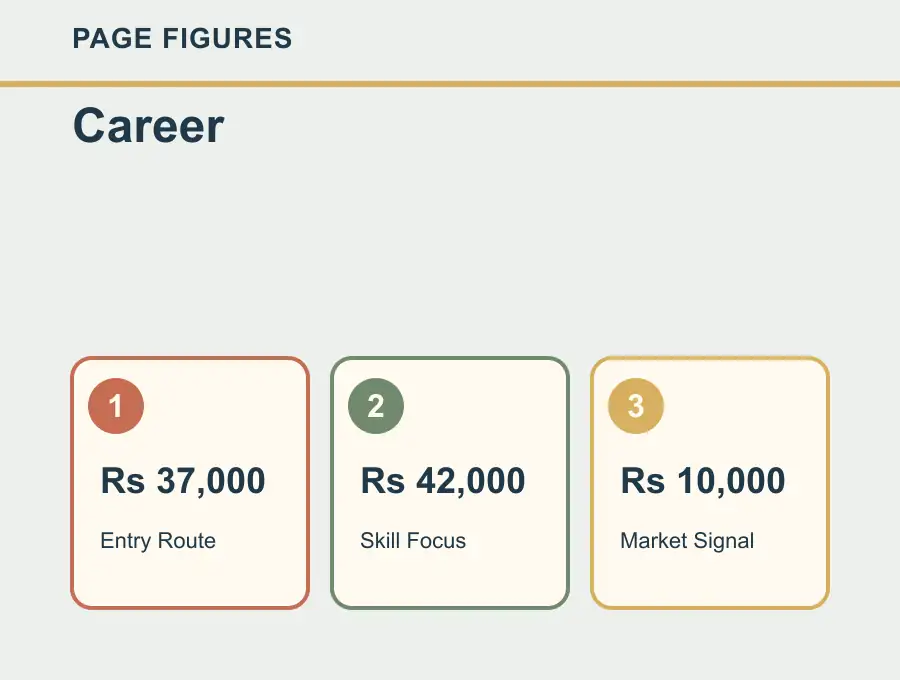 PAGE FIGURES
Career
1
Rs 37,000
Entry Route
2
Rs 42,000
Skill Focus
3
Rs 10,000
Market Signal